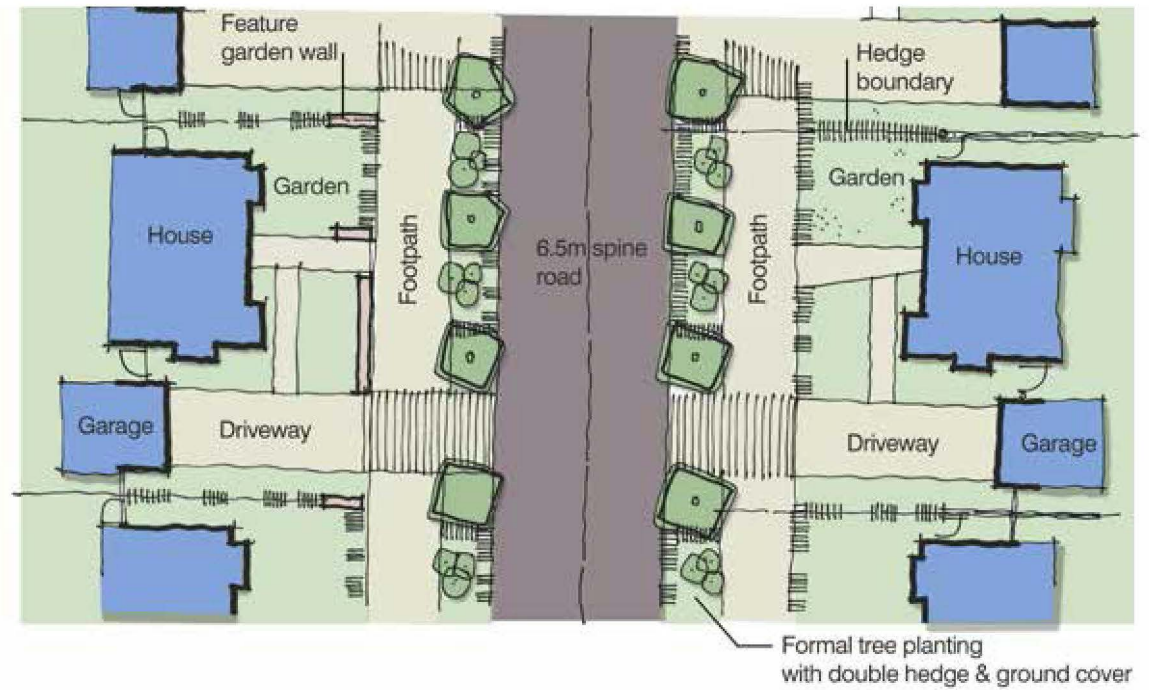 Feature
garden wall
Hedge
boundary
Garden
Garden
House
Footpath
6.5m spine
road
Footpath
House
Garage
Driveway
Driveway
Garage
Formal tree planting
with double hedge & ground cover